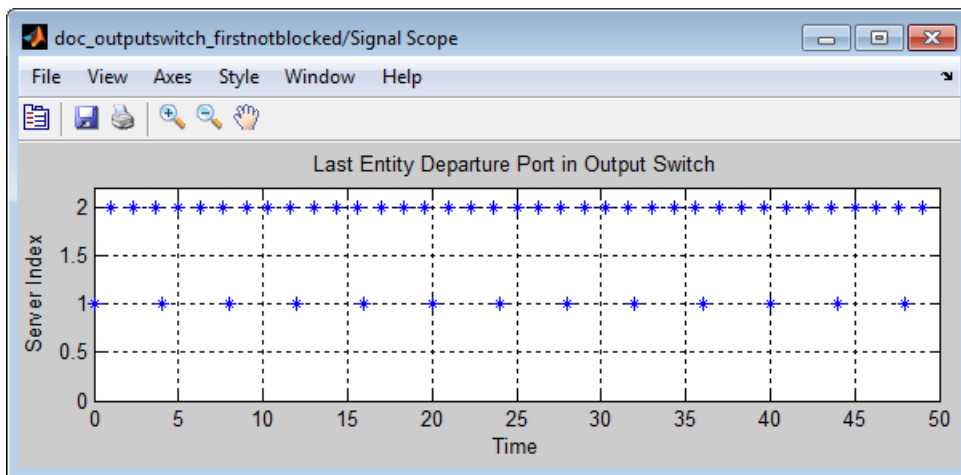 doc_outputswitch_firstnotblocked/Signal Scope
File View Axes Style Window Help
Last Entity Departure Port in Output Switch
Server Index
2
1.5
1
0.5
0
0 5 10 15 20 25 30 35 40 45 50
Time